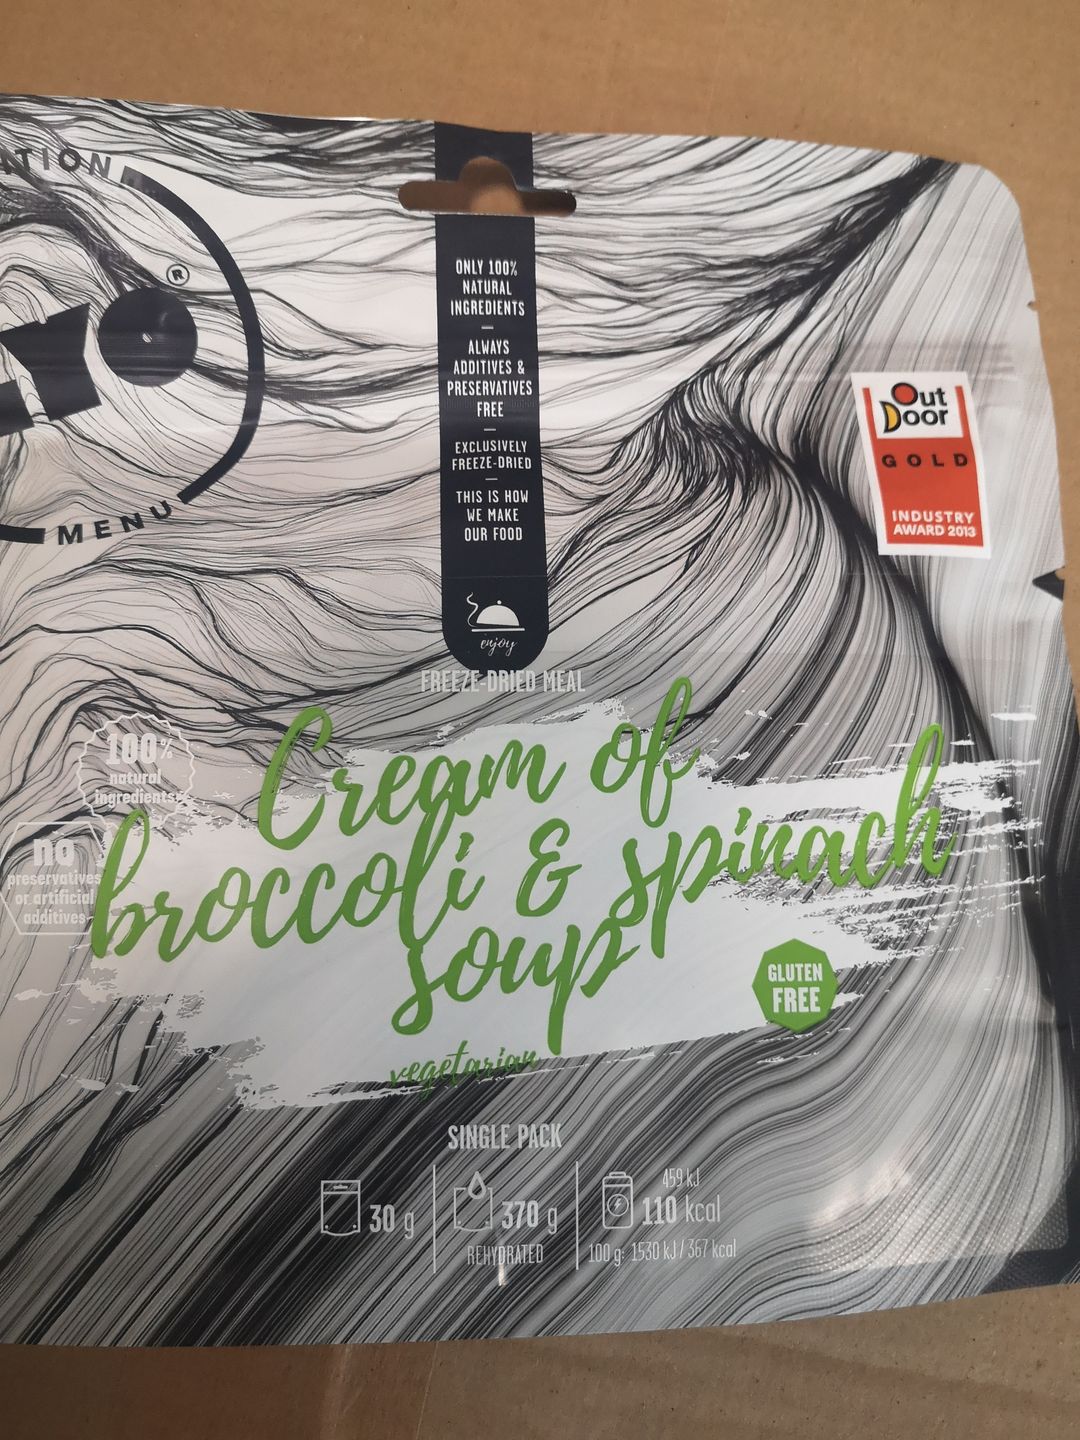 MENU
®
ONLY 100%
NATURAL
INGREDIENTS
ALWAYS
ADDITIVES &
PRESERVATIVES
FREE
EXCLUSIVELY
FREEZE-DRIED
THIS IS HOW
WE MAKE
OUR FOOD
enjoy
Out
Door
GOLD
INDUSTRY
AWARD 2013
FREEZE-DRIED MEAL
100%
natural
ingredients
no
preservatives
or artificial
additives
Cream of
broccoli & spinach
soup
vegetarian
GLUTEN
FREE
SINGLE PACK
30 g
370 g
REHYDRATED
459 kJ
110 kcal
100 g: 1530 kJ / 367 kcal